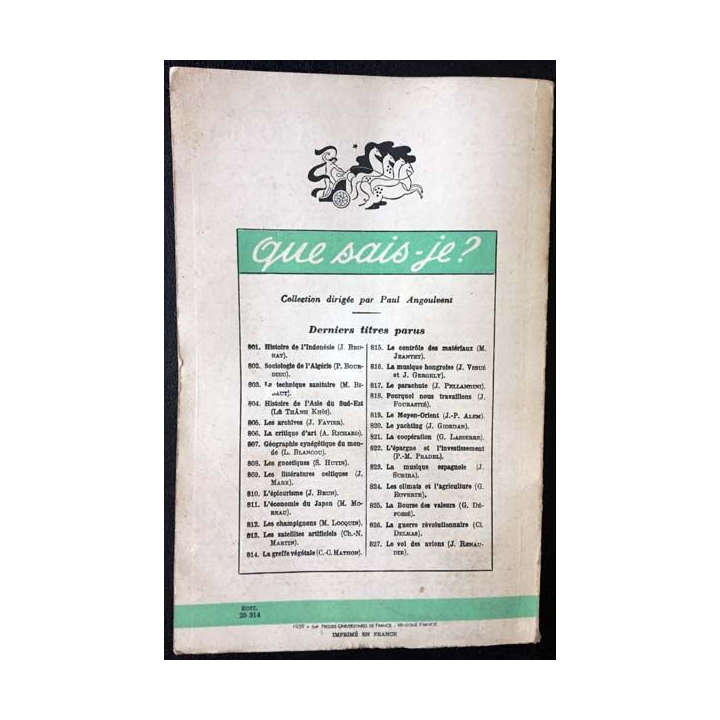 que sais-je?
Collection dirigée par Paul Angoulvent
Derniers titres parus
801. Histoire de l'Indonésie (J. Bru-
hat).
802. Sociologie de l'Algérie (P. Bour-
dieu).
803. La technique sanitaire (M.
804. Histoire de l'Asie du Sud-Est
(Lê Thành Khôi).
805. Les archives (J. Favier).
806. La critique d'art (A. Richard).
807. Géographie cynégétique du mon-
de (L. Blancou).
808. Les gnostiques (S. Hutin).
809. Les littératures celtiques (J.
Marx).
810. L'épicurisme (J. Brun).
811. L'économie du Japon (M. Mo-
reau).
812. Les champignons (M. Locquin).
813. Les satellites artificiels (Ch.-N.
Martin).
814. La greffe végétale (C.-C. Mathon).
815. Le contrôle des matériaux (M.
Jeantet).
816. La musique hongroise (J. Vigué
et J. Gergely).
817. Le parachute (J. Pellandini).
818. Pourquoi nous travaillons (J.
Fourastié).
819. Le Moyen-Orient (J.-P. Alem).
820. Le yachting (J. Giordan).
821. La coopération (G. Lasserre).
822. L'épargne et l'investissement
(P.-M. Pradel).
823. La musique espagnole (J.
Subira).
824. Les climats et l'agriculture (G.
825. La Bourse des valeurs (G. Dé-
fossé).
826. La guerre révolutionnaire (Cl.
Delmas).
827. Le vol des avions (J. Renau-
die).
ÉDIT.
25 314
1959 - Imp. Presses Universitaires de France. - Vendôme (France)
IMPRIMÉ EN FRANCE